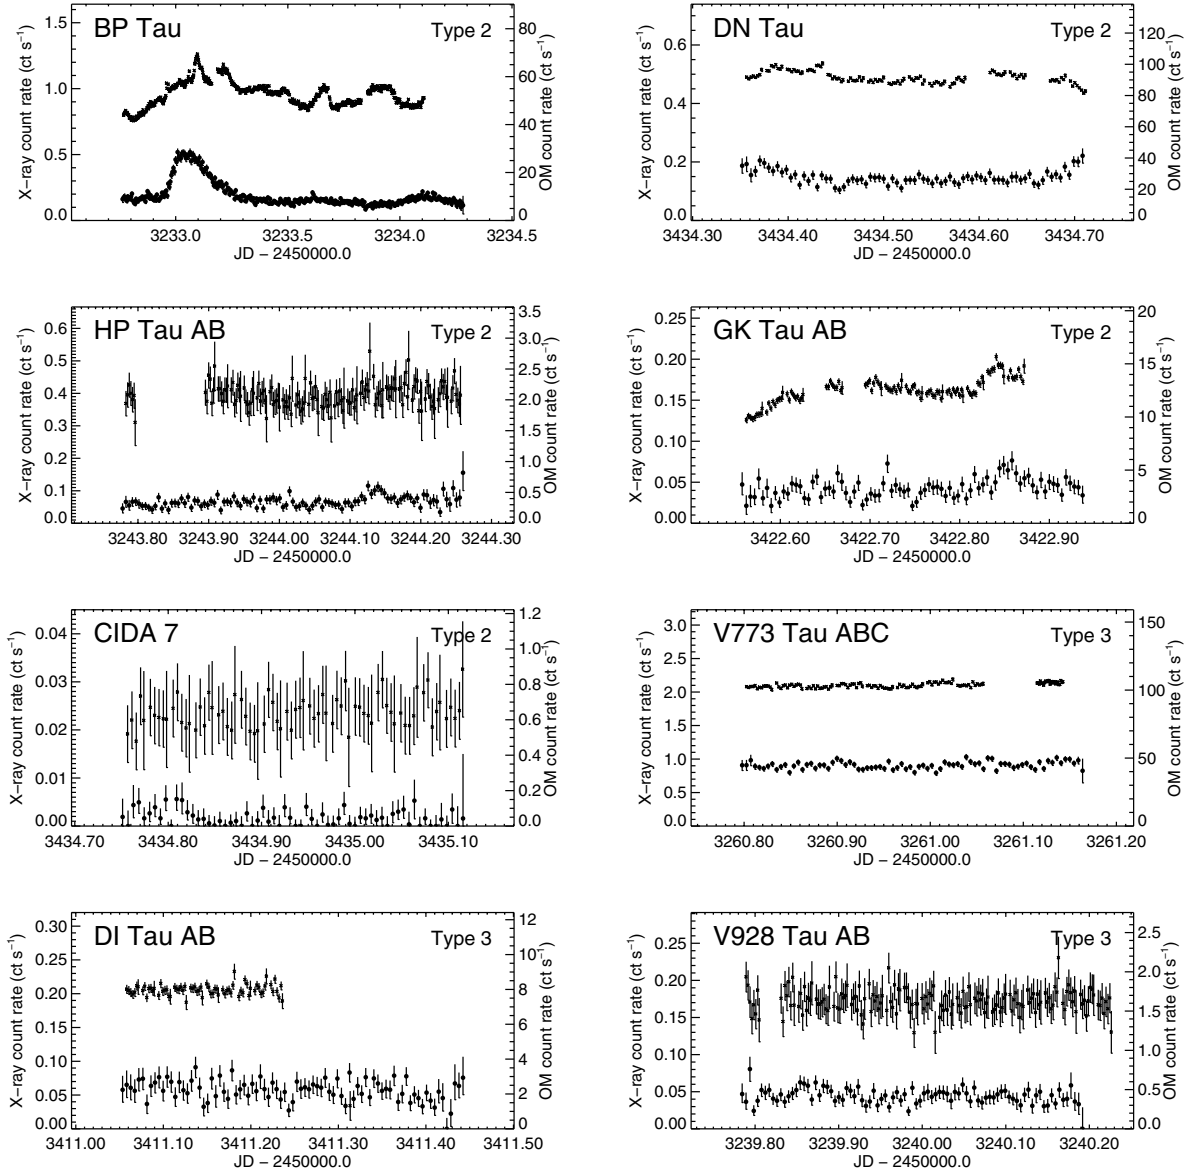 BP Tau
Type 2
X−ray count rate (ct s⁻¹)
1.5
1.0
0.5
0.0
80
60
40
20
0
OM count rate (ct s⁻¹)
3233.0 3233.5 3234.0 3234.5
JD − 2450000.0
DN Tau
Type 2
X−ray count rate (ct s⁻¹)
0.6
0.4
0.2
0.0
120
100
80
60
40
20
0
OM count rate (ct s⁻¹)
3434.30 3434.40 3434.50 3434.60 3434.70
JD − 2450000.0
HP Tau AB
Type 2
X−ray count rate (ct s⁻¹)
0.6
0.5
0.4
0.3
0.2
0.1
0.0
3.5
3.0
2.5
2.0
1.5
1.0
0.5
0.0
OM count rate (ct s⁻¹)
3243.80 3243.90 3244.00 3244.10 3244.20 3244.30
JD − 2450000.0
GK Tau AB
Type 2
X−ray count rate (ct s⁻¹)
0.25
0.20
0.15
0.10
0.05
0.00
20
15
10
5
0
OM count rate (ct s⁻¹)
3422.60 3422.70 3422.80 3422.90
JD − 2450000.0
CIDA 7
Type 2
X−ray count rate (ct s⁻¹)
0.04
0.03
0.02
0.01
0.00
1.2
1.0
0.8
0.6
0.4
0.2
0.0
OM count rate (ct s⁻¹)
3434.70 3434.80 3434.90 3435.00 3435.10
JD − 2450000.0
V773 Tau ABC
Type 3
X−ray count rate (ct s⁻¹)
3.0
2.5
2.0
1.5
1.0
0.5
0.0
150
100
50
0
OM count rate (ct s⁻¹)
3260.80 3260.90 3261.00 3261.10 3261.20
JD − 2450000.0
DI Tau AB
Type 3
X−ray count rate (ct s⁻¹)
0.30
0.25
0.20
0.15
0.10
0.05
0.00
12
10
8
6
4
2
0
OM count rate (ct s⁻¹)
3411.00 3411.10 3411.20 3411.30 3411.40 3411.50
JD − 2450000.0
V928 Tau AB
Type 3
X−ray count rate (ct s⁻¹)
0.25
0.20
0.15
0.10
0.05
0.00
2.5
2.0
1.5
1.0
0.5
0.0
OM count rate (ct s⁻¹)
3239.80 3239.90 3240.00 3240.10 3240.20
JD − 2450000.0